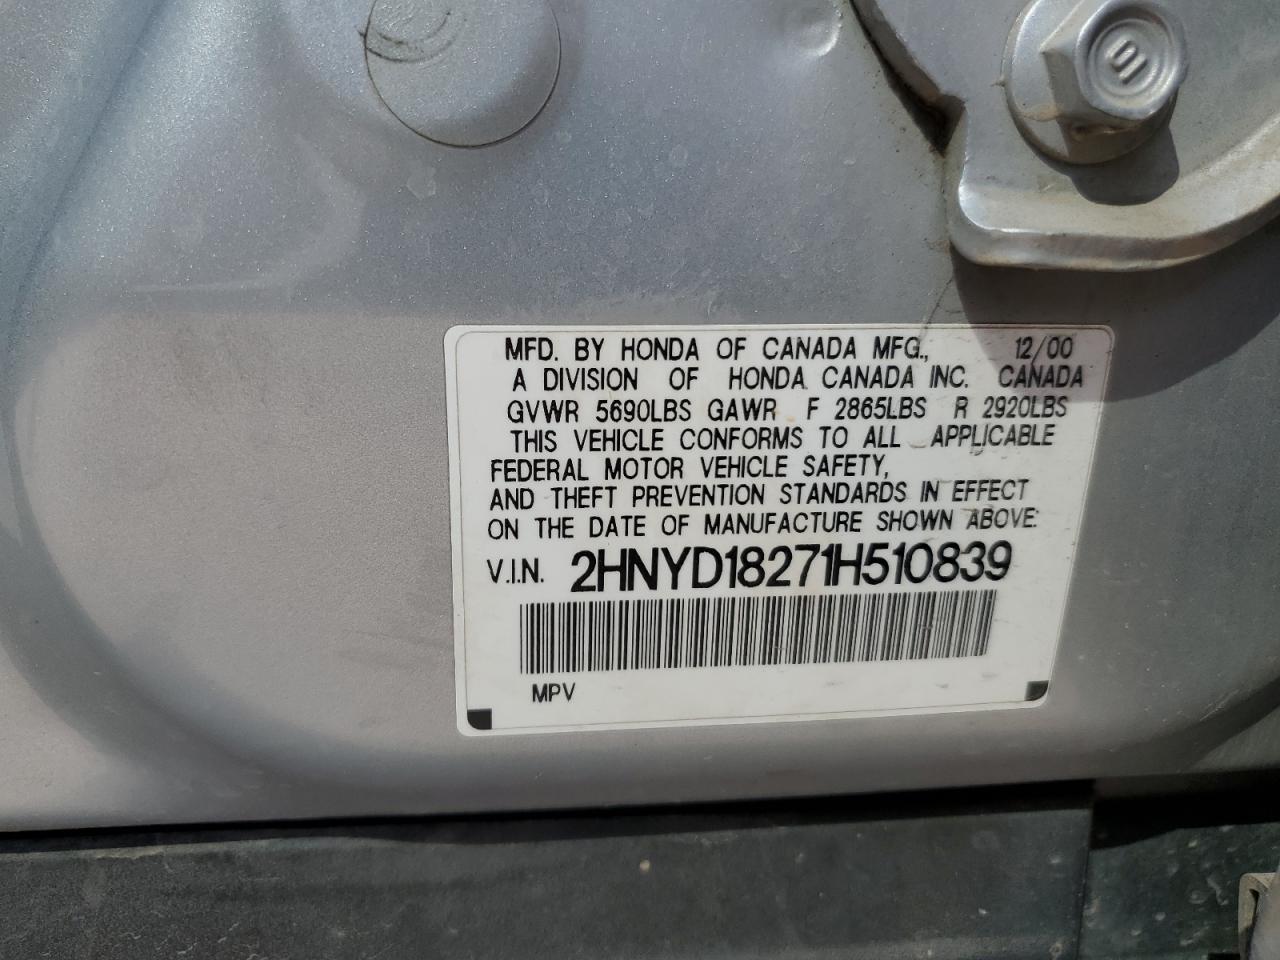 MFD. BY HONDA OF CANADA MFG., 12/00
A DIVISION OF HONDA CANADA INC. CANADA
GVWR 5690LBS GAWR F 2865LBS R 2920LBS
THIS VEHICLE CONFORMS TO ALL APPLICABLE
FEDERAL MOTOR VEHICLE SAFETY,
AND THEFT PREVENTION STANDARDS IN EFFECT
ON THE DATE OF MANUFACTURE SHOWN ABOVE:
V.I.N. 2HNYD18271H510839
MPV